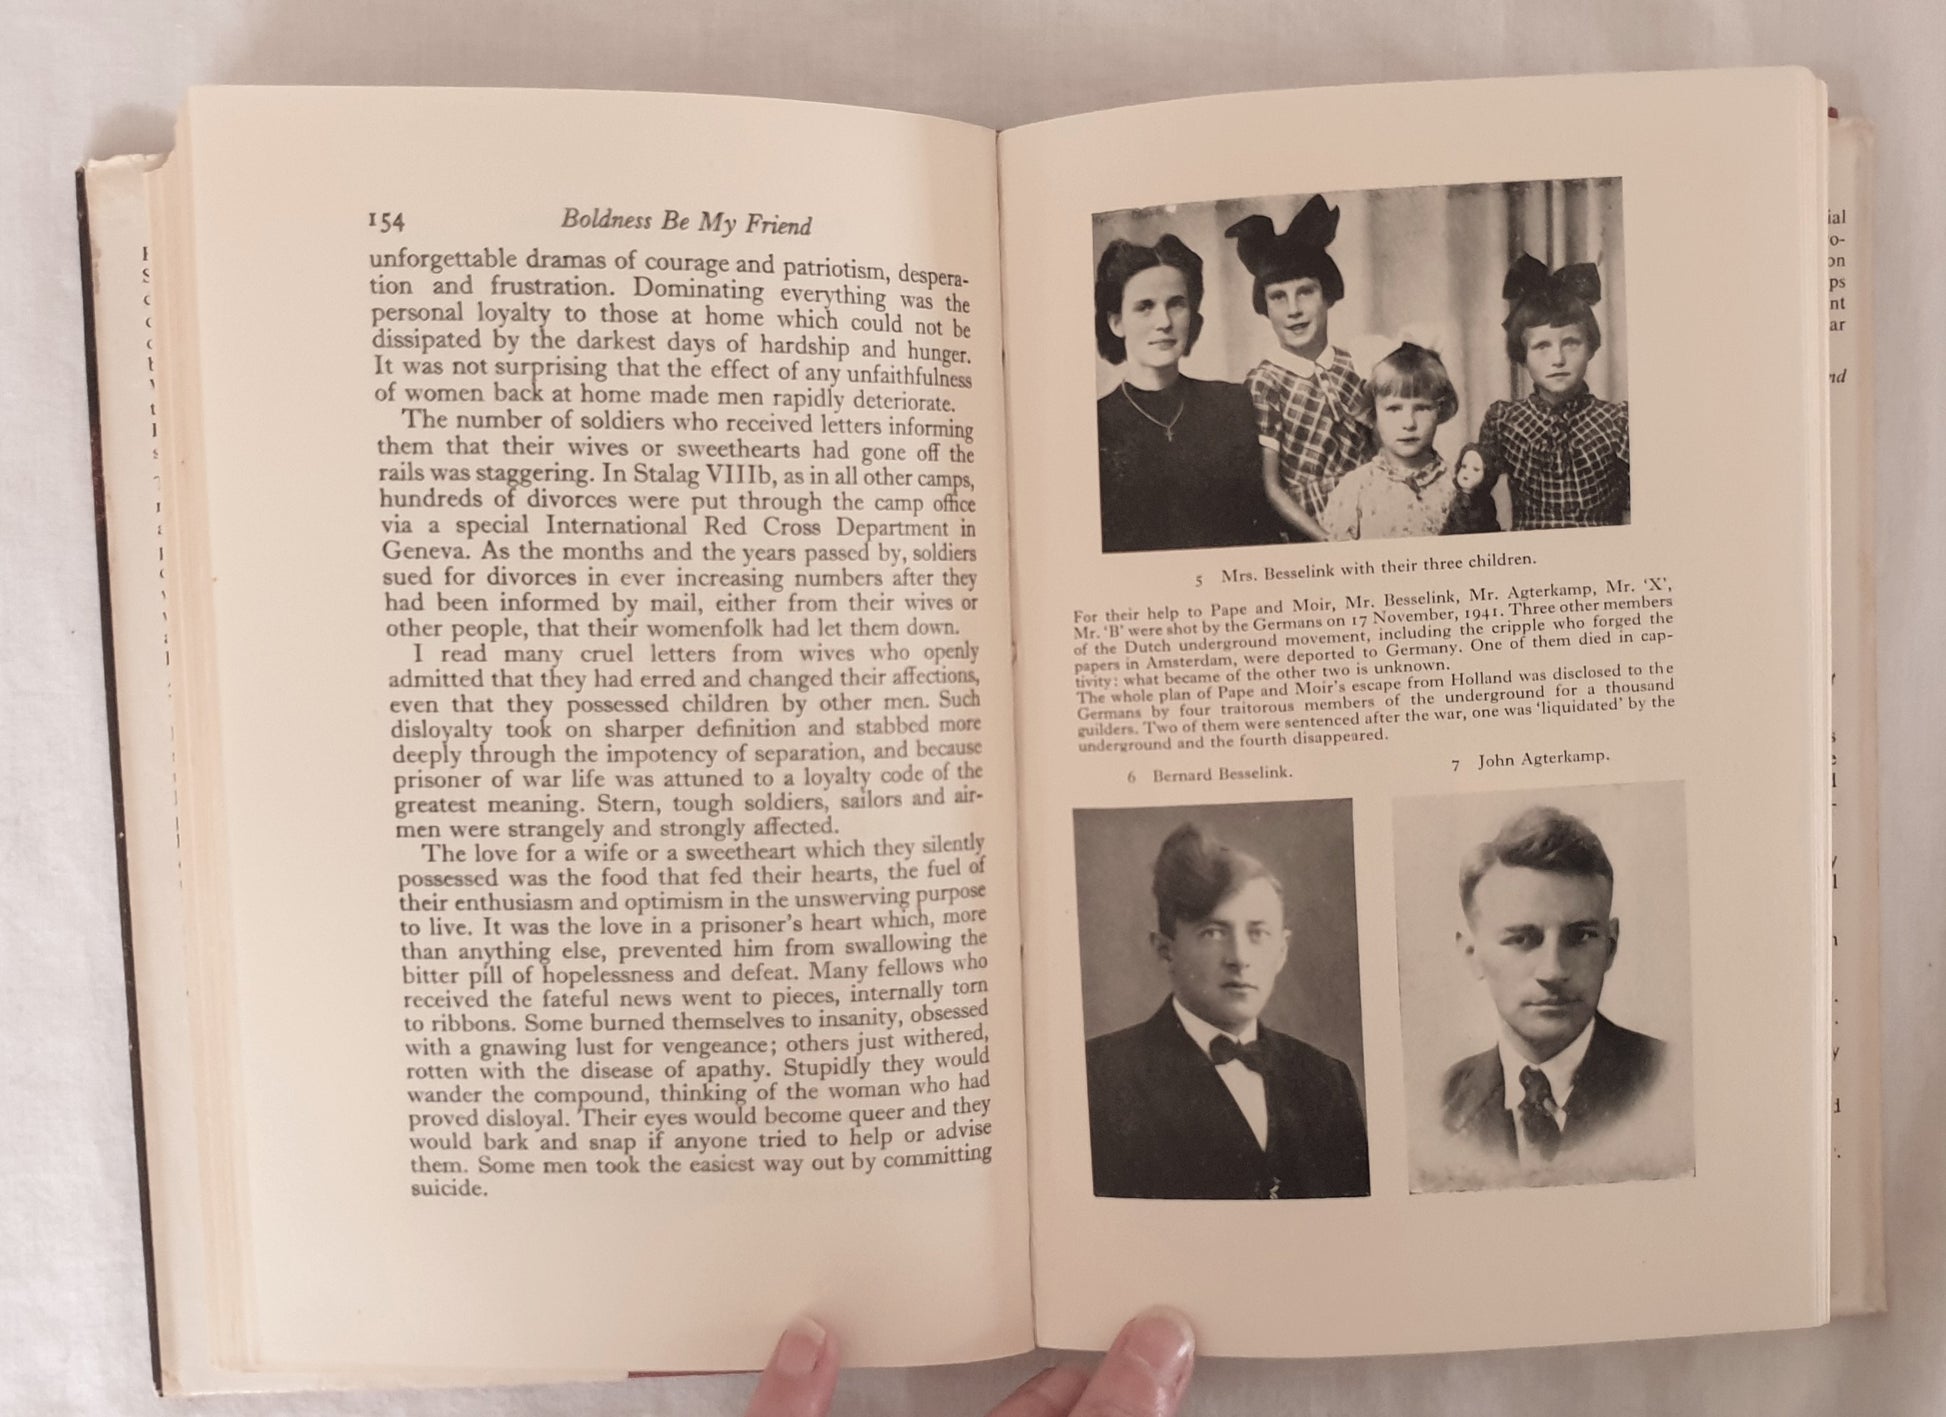 154
Boldness Be My Friend
unforgettable dramas of courage and patriotism, despera-
tion and frustration. Dominating everything was the
personal loyalty to those at home which could not be
dissipated by the darkest days of hardship and hunger.
It was not surprising that the effect of any unfaithfulness
of women back at home made men rapidly deteriorate.
The number of soldiers who received letters informing
them that their wives or sweethearts had gone off the
rails was staggering. In Stalag VIIIb, as in all other camps,
hundreds of divorces were put through the camp office
via a special International Red Cross Department in
Geneva. As the months and the years passed by, soldiers
sued for divorces in ever increasing numbers after they
had been informed by mail, either from their wives or
other people, that their womenfolk had let them down.
I read many cruel letters from wives who openly
admitted that they had erred and changed their affections,
even that they possessed children by other men. Such
disloyalty took on sharper definition and stabbed more
deeply through the impotency of separation, and because
prisoner of war life was attuned to a loyalty code of the
greatest meaning. Stern, tough soldiers, sailors and air-
men were strangely and strongly affected.
The love for a wife or a sweetheart which they silently
possessed was the food that fed their hearts, the fuel of
their enthusiasm and optimism in the unswerving purpose
to live. It was the love in a prisoner's heart which, more
than anything else, prevented him from swallowing the
bitter pill of hopelessness and defeat. Many fellows who
received the fateful news went to pieces, internally torn
to ribbons. Some burned themselves to insanity, obsessed
with a gnawing lust for vengeance; others just withered,
rotten with the disease of apathy. Stupidly they would
wander the compound, thinking of the woman who had
proved disloyal. Their eyes would become queer and they
would bark and snap if anyone tried to help or advise
them. Some men took the easiest way out by committing
suicide.
5 Mrs. Besselink with their three children.
For their help to Pape and Moir, Mr. Besselink, Mr. Agterkamp, Mr. 'X',
Mr. 'B' were shot by the Germans on 17 November, 1941. Three other members
of the Dutch underground movement, including the cripple who forged the
papers in Amsterdam, were deported to Germany. One of them died in cap-
tivity: what became of the other two is unknown.
The whole plan of Pape and Moir's escape from Holland was disclosed to the
Germans by four traitorous members of the underground for a thousand
guilders. Two of them were sentenced after the war, one was 'liquidated' by the
underground and the fourth disappeared.
6 Bernard Besselink.
7 John Agterkamp.
ial
o-
on
ps
nt
ar
nd